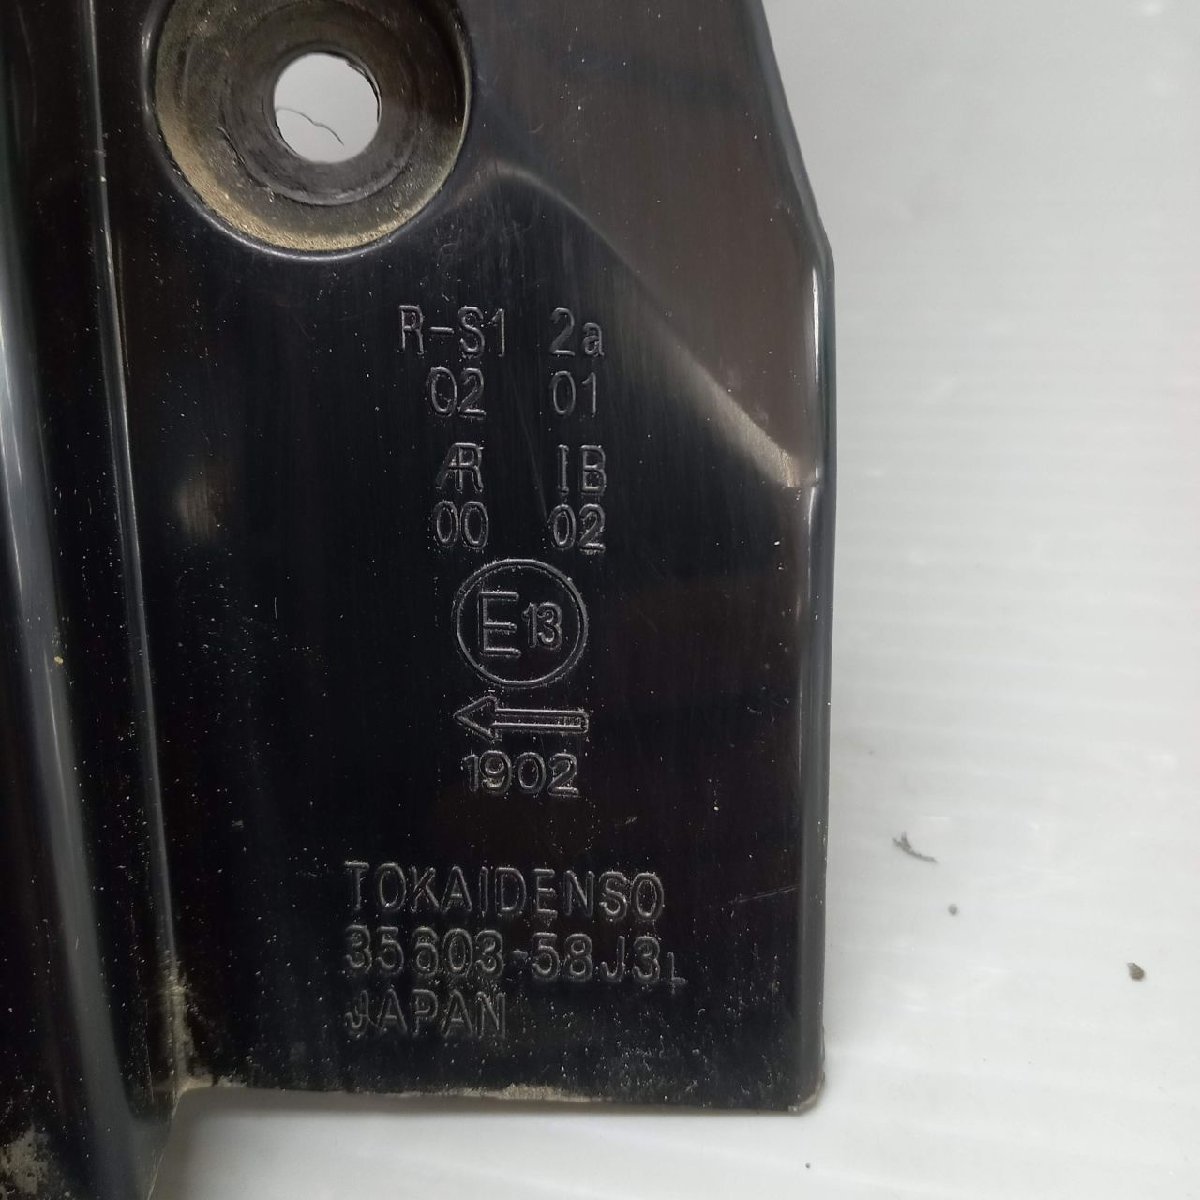 R-S1 2a
02 01
AR IB
00 02
E13
1902
TOKAIDENSO
35603-58J3L
JAPAN